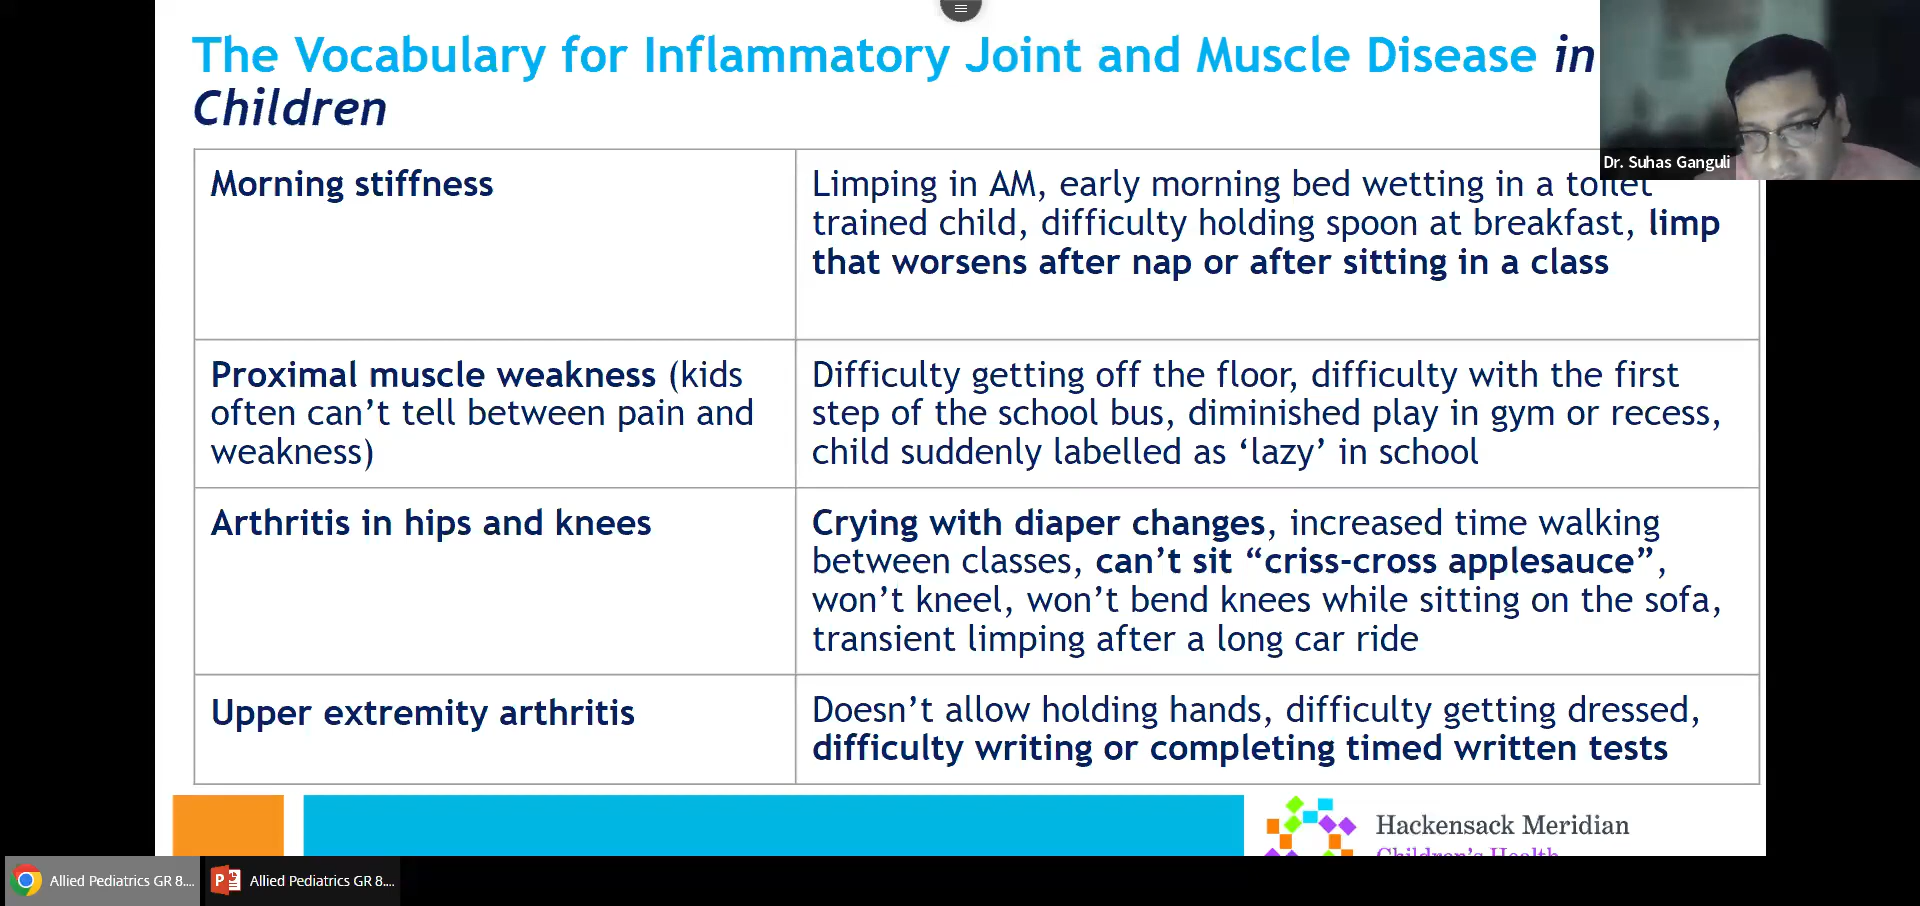 The Vocabulary for Inflammatory Joint and Muscle Disease in
Children
Dr. Suhas Ganguli
Morning stiffness
Limping in AM, early morning bed wetting in a toilet
trained child, difficulty holding spoon at breakfast, limp
that worsens after nap or after sitting in a class
Proximal muscle weakness (kids
often can’t tell between pain and
weakness)
Difficulty getting off the floor, difficulty with the first
step of the school bus, diminished play in gym or recess,
child suddenly labelled as ‘lazy’ in school
Arthritis in hips and knees
Crying with diaper changes, increased time walking
between classes, can’t sit “criss-cross applesauce”,
won’t kneel, won’t bend knees while sitting on the sofa,
transient limping after a long car ride
Upper extremity arthritis
Doesn’t allow holding hands, difficulty getting dressed,
difficulty writing or completing timed written tests
Hackensack Meridian
Children’s Health
Allied Pediatrics GR 8....
Allied Pediatrics GR 8....